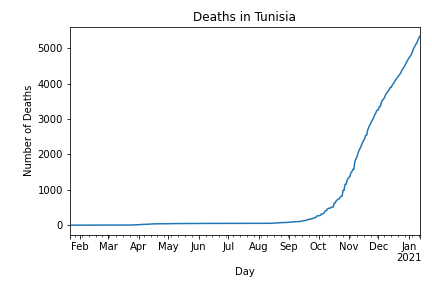 Deaths in Tunisia
Number of Deaths
5000
4000
3000
2000
1000
0
Feb Mar Apr May Jun Jul Aug Sep Oct Nov Dec Jan
2021
Day